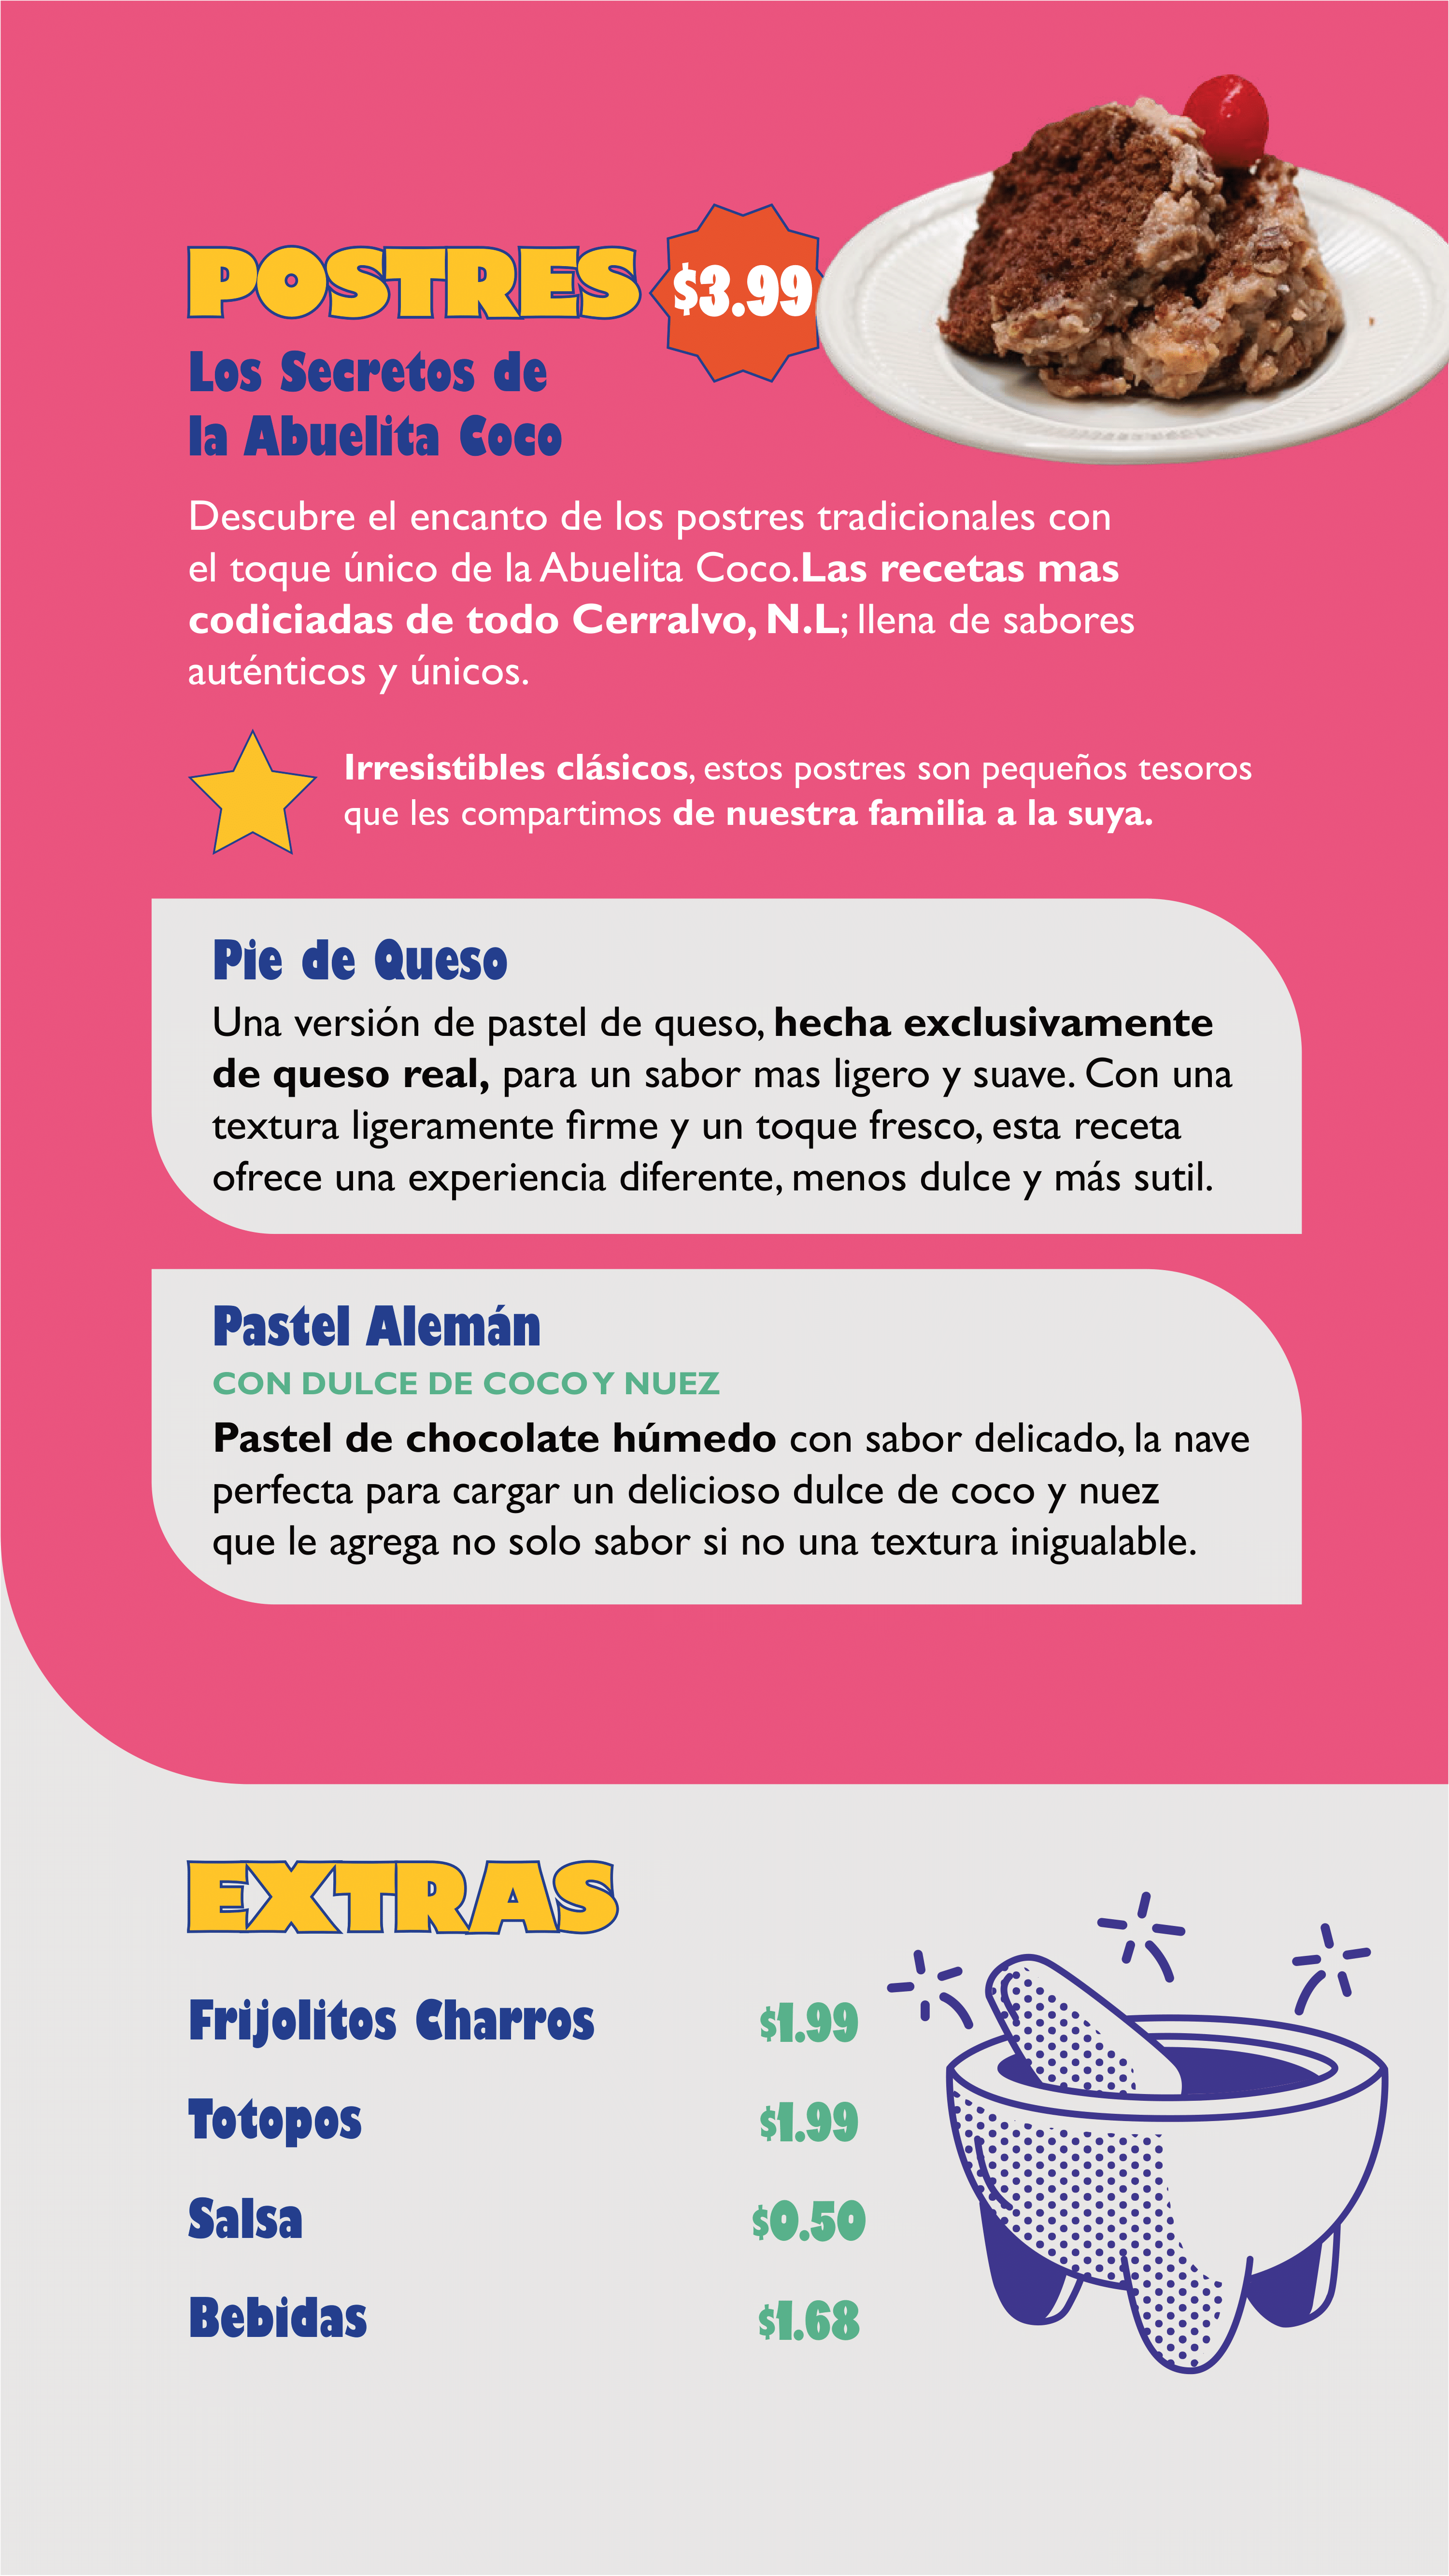 POSTRES
$3.99
Los Secretos de
la Abuelita Coco
Descubre el encanto de los postres tradicionales con
el toque único de la Abuelita Coco.Las recetas mas
codiciadas de todo Cerralvo, N.L; llena de sabores
auténticos y únicos.
Irresistibles clásicos, estos postres son pequeños tesoros
que les compartimos de nuestra familia a la suya.
Pie de Queso
Una versión de pastel de queso, hecha exclusivamente
de queso real, para un sabor mas ligero y suave. Con una
textura ligeramente firme y un toque fresco, esta receta
ofrece una experiencia diferente, menos dulce y más sutil.
Pastel Alemán
CON DULCE DE COCO Y NUEZ
Pastel de chocolate húmedo con sabor delicado, la nave
perfecta para cargar un delicioso dulce de coco y nuez
que le agrega no solo sabor si no una textura inigualable.
EXTRAS
Frijolitos Charros $1.99
Totopos $1.99
Salsa $0.50
Bebidas $1.68